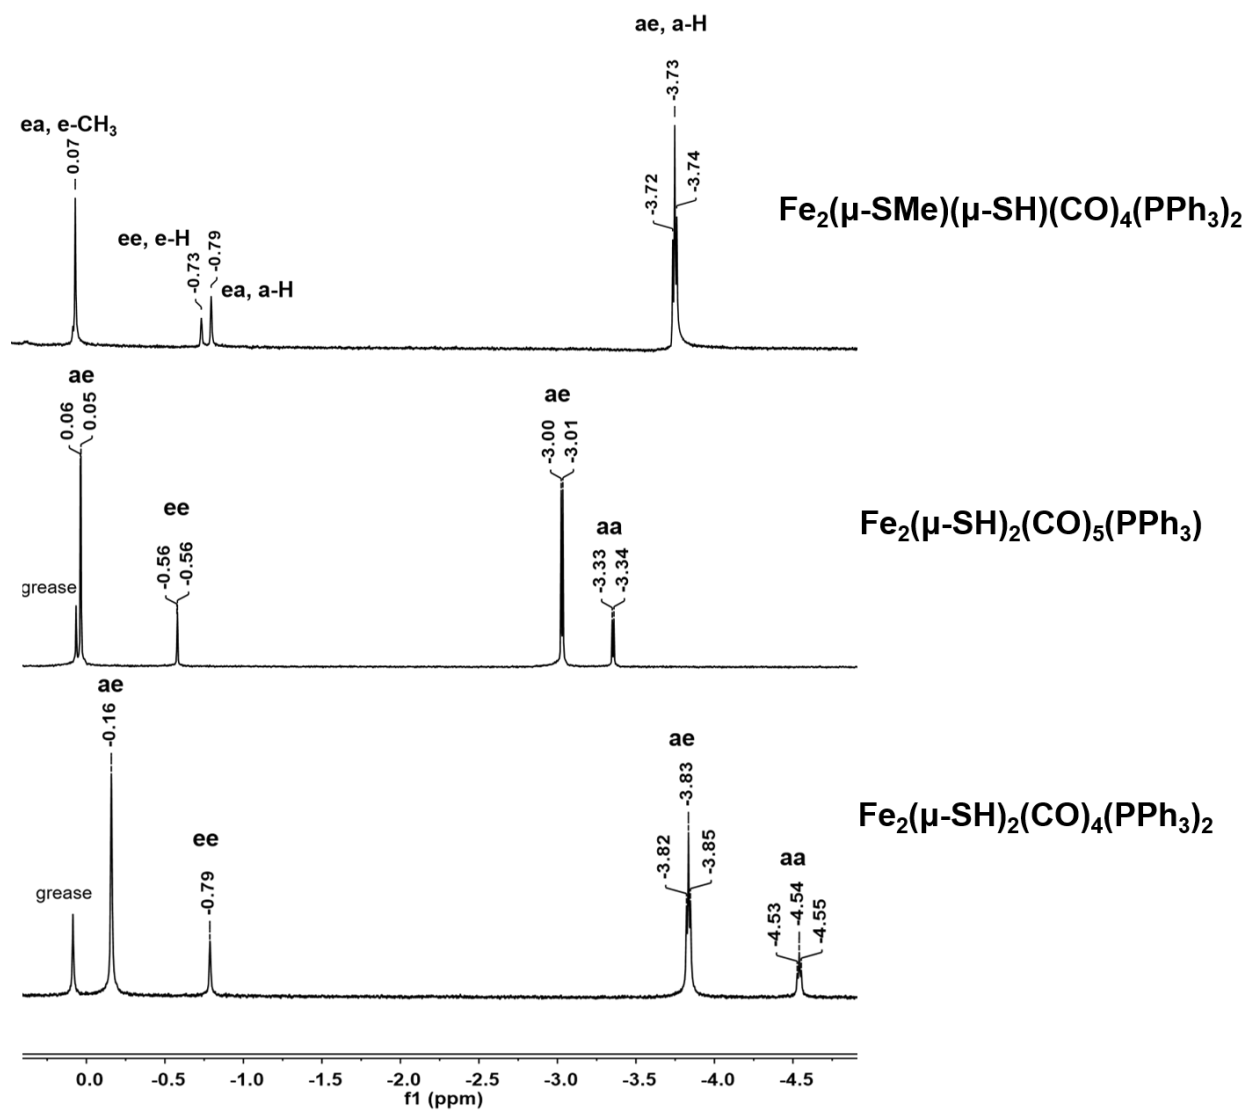 ae, a-H
-3.73
ea, e-CH₃
0.07
-3.72
-3.74
Fe₂(μ-SMe)(μ-SH)(CO)₄(PPh₃)₂
ee, e-H
-0.73
-0.79
ea, a-H
ae
0.06
0.05
ae
-3.00
-3.01
ee
-0.56
-0.56
aa
-3.33
-3.34
Fe₂(μ-SH)₂(CO)₅(PPh₃)
grease
ae
-0.16
ae
-3.83
-3.82
-3.85
Fe₂(μ-SH)₂(CO)₄(PPh₃)₂
ee
-0.79
aa
-4.53
-4.54
-4.55
grease
0.0 -0.5 -1.0 -1.5 -2.0 -2.5 -3.0 -3.5 -4.0 -4.5
f1 (ppm)